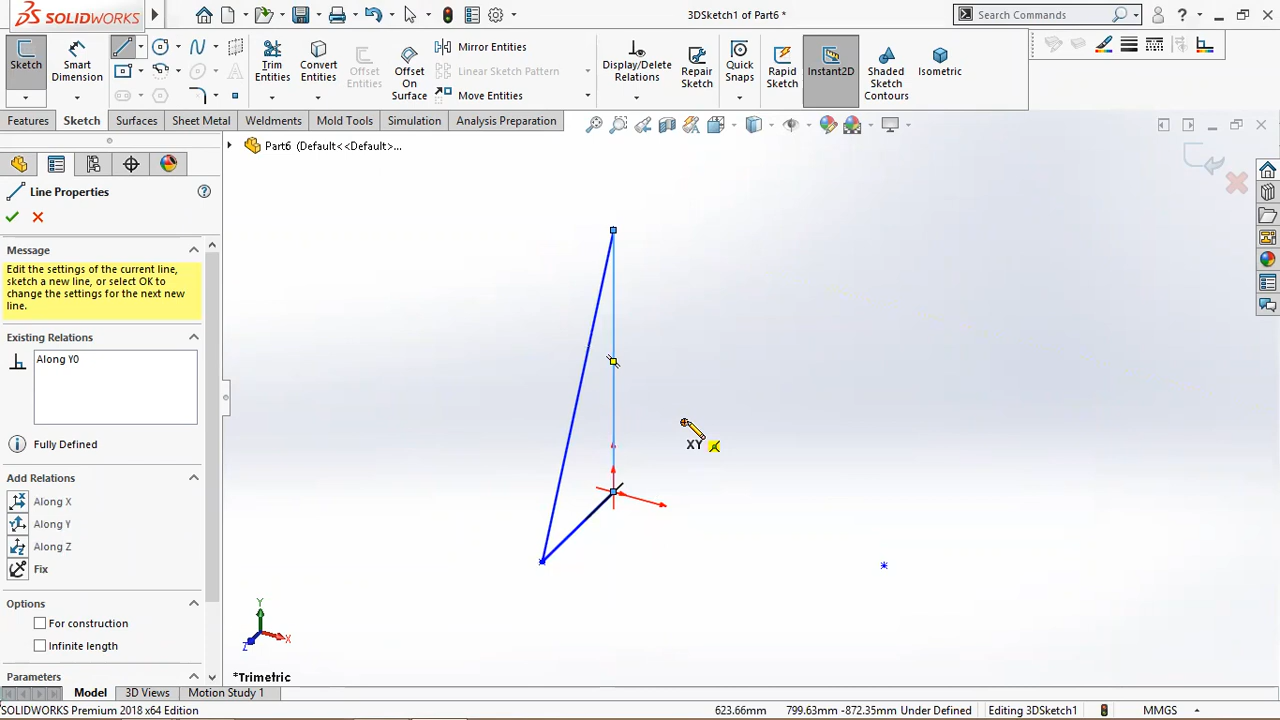 SOLIDWORKS
3DSketch1 of Part6 *
Search Commands
?
Sketch
Smart Dimension
Trim Entities
Convert Entities
Offset Entities
Offset On Surface
Mirror Entities
Linear Sketch Pattern
Move Entities
Display/Delete Relations
Repair Sketch
Quick Snaps
Rapid Sketch
Instant2D
Shaded Sketch Contours
Isometric
Features
Sketch
Surfaces
Sheet Metal
Weldments
Mold Tools
Simulation
Analysis Preparation
Part6 (Default<<Default>...
Line Properties
Message
Edit the settings of the current line,
sketch a new line, or select OK to
change the settings for the next new
line.
Existing Relations
Along Y0
Fully Defined
Add Relations
Along X
Along Y
Along Z
Fix
Options
For construction
Infinite length
Parameters
XY
Y
X
Z
*Trimetric
Model
3D Views
Motion Study 1
SOLIDWORKS Premium 2018 x64 Edition
623.66mm
799.63mm -872.35mm Under Defined
Editing 3DSketch1
MMGS